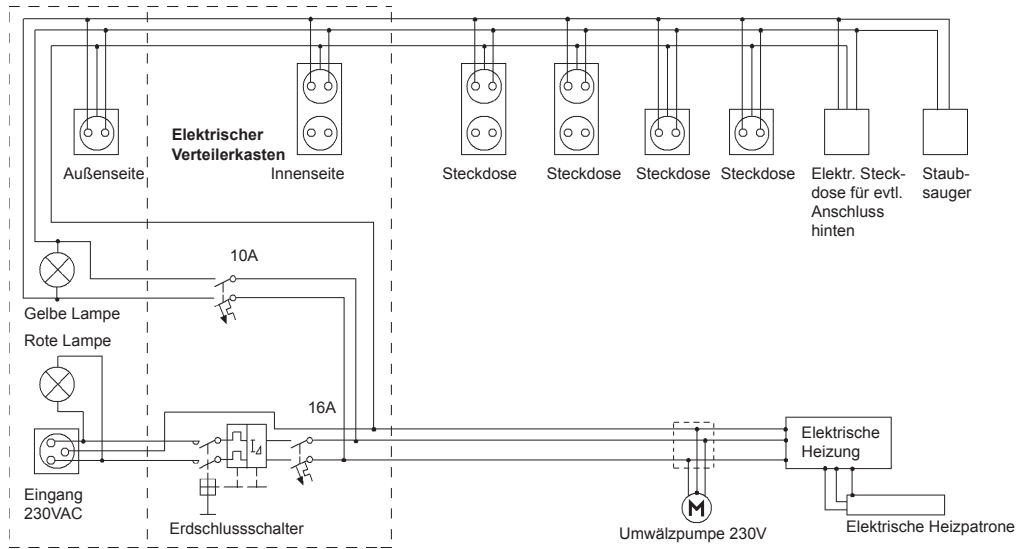 Elektrischer
Verteilerkasten
Außenseite
Innenseite
Steckdose
Steckdose
Steckdose
Steckdose
Elektr. Steck-
dose für evtl.
Anschluss
hinten
Staub-
sauger
10A
Gelbe Lampe
Rote Lampe
16A
Eingang
230VAC
Erdschlussschalter
I∆
M
Umwälzpumpe 230V
Elektrische
Heizung
Elektrische Heizpatrone